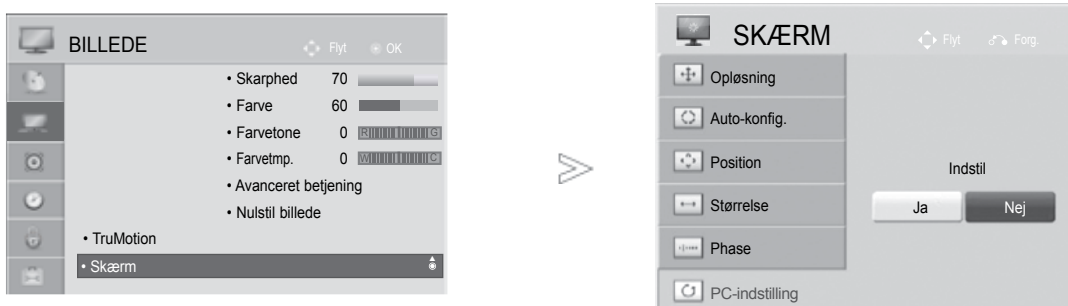 BILLEDE
Flyt OK
• Skarphed 70
• Farve 60
• Farvetone 0 R G
• Farvetmp. 0 W C
• Avanceret betjening
• Nulstil billede
• TruMotion
• Skærm
SKÆRM
Flyt Forg.
Opløsning
Auto-konfig.
Position
Størrelse
Phase
PC-indstilling
Indstil
Ja Nej